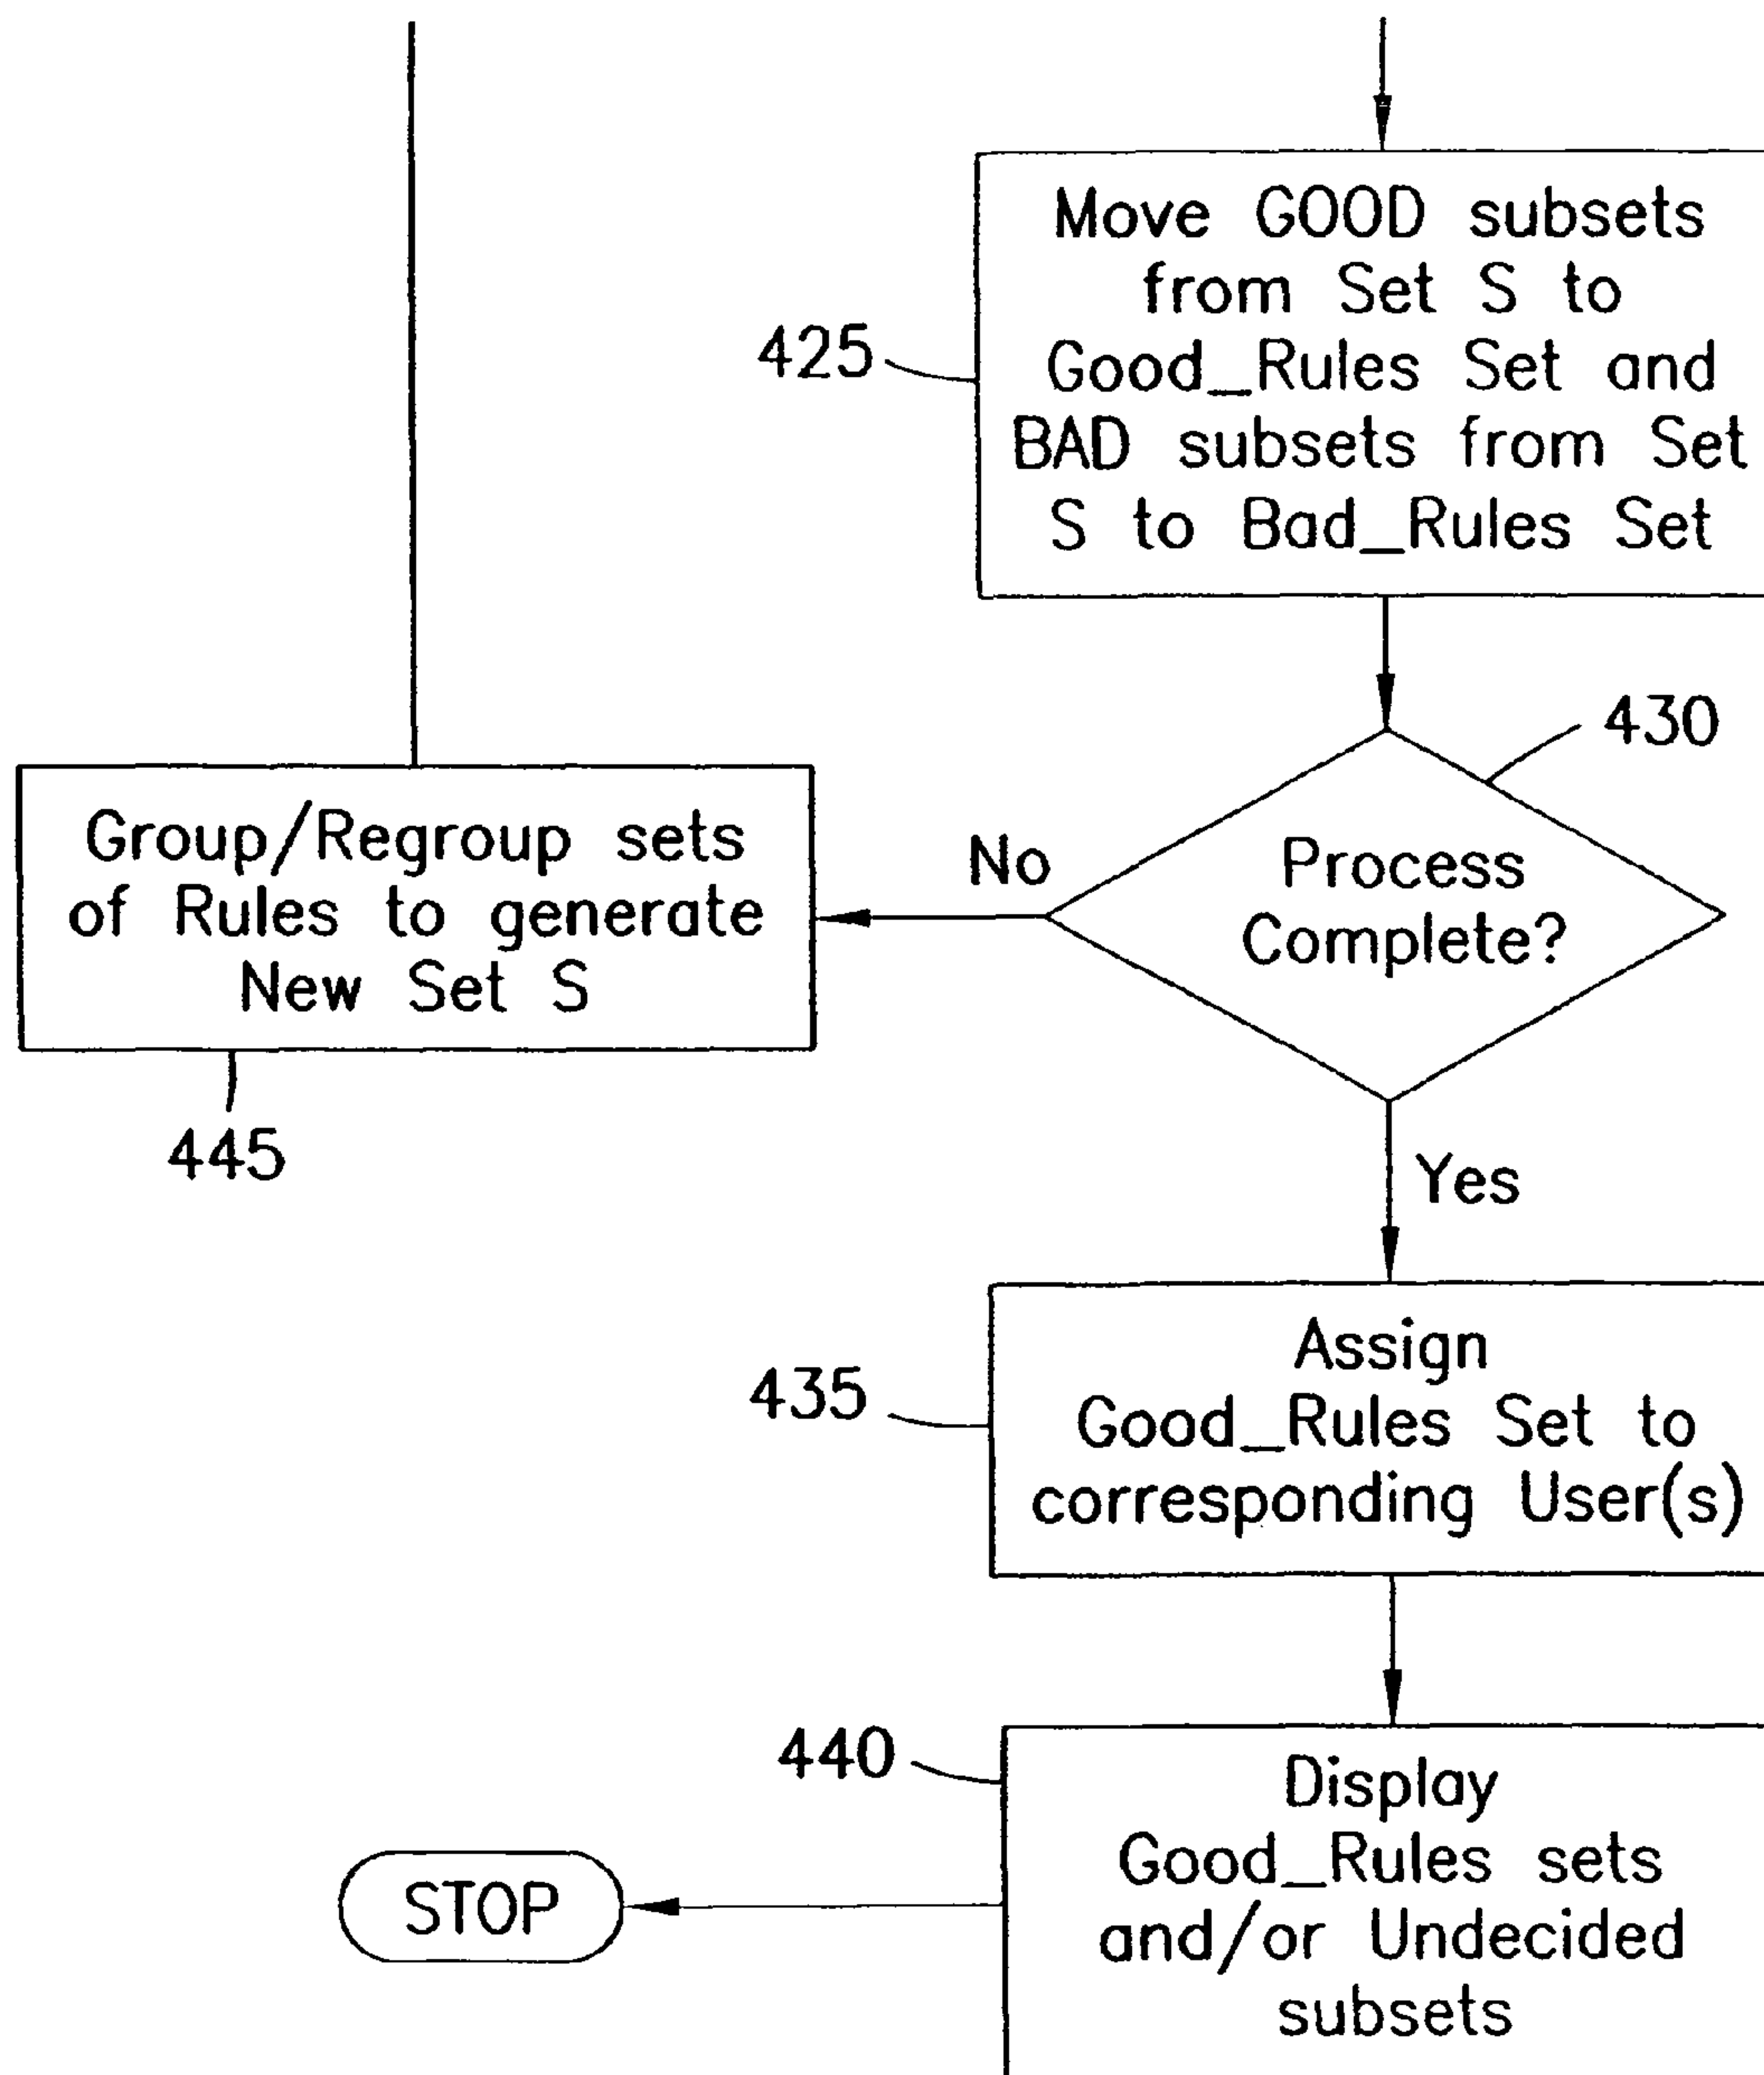 Move GOOD subsets
from Set S to
Good_Rules Set and
BAD subsets from Set
S to Bad_Rules Set
425
430
Process
Complete?
No
Group/Regroup sets
of Rules to generate
New Set S
445
Yes
Assign
Good_Rules Set to
corresponding User(s)
435
440
Display
Good_Rules sets
and/or Undecided
subsets
STOP